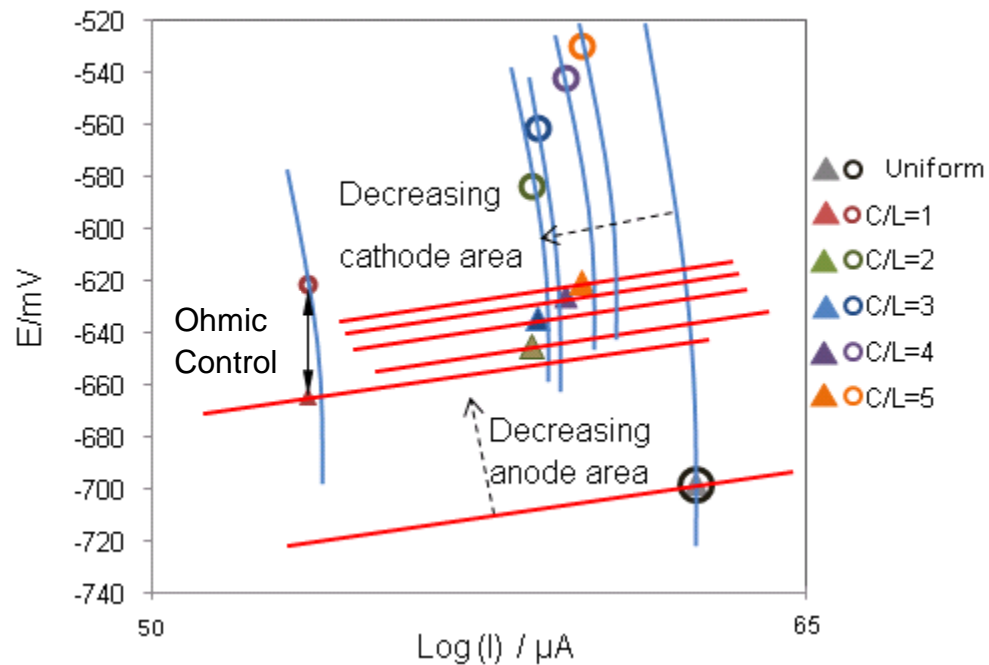 -520
-540
-560
-580
-600
-620
-640
-660
-680
-700
-720
-740
E/mV
50
65
Log (I) / µA
Decreasing
cathode area
Ohmic
Control
Decreasing
anode area
Uniform
C/L=1
C/L=2
C/L=3
C/L=4
C/L=5